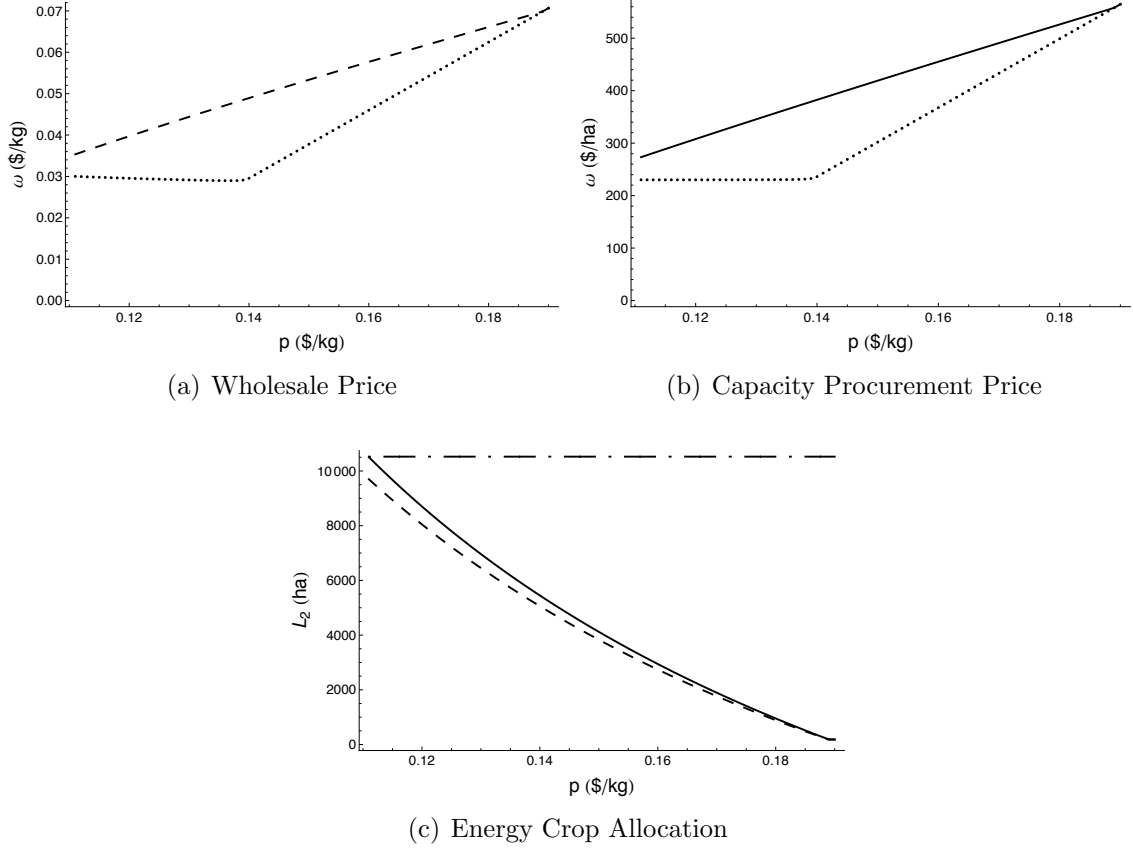 0.07
0.06
0.05
0.04
0.03
0.02
0.01
0.00
ω ($/kg)
0.12 0.14 0.16 0.18
p ($/kg)
(a) Wholesale Price
500
400
300
200
100
0
ω ($/ha)
0.12 0.14 0.16 0.18
p ($/kg)
(b) Capacity Procurement Price
10 000
8000
6000
4000
2000
0
L2 (ha)
0.12 0.14 0.16 0.18
p ($/kg)
(c) Energy Crop Allocation